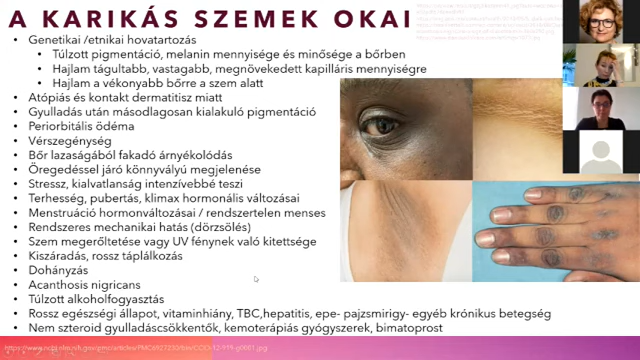 A KARIKÁS SZEMEK OKAI
• Genetikai /etnikai hovatartozás
• Túlzott pigmentáció, melanin mennyisége és minősége a bőrben
• Hajlam tágultabb, vastagabb, megnövekedett kapilláris mennyiségre
• Hajlam a vékonyabb bőrre a szem alatt
• Atópiás és kontakt dermatitisz miatt
• Gyulladás után másodlagosan kialakuló pigmentáció
• Periorbitális ödéma
• Vérszegénység
• Bőr lazaságából fakadó árnyékolódás
• Öregedéssel járó könnyvályú megjelenése
• Stressz, kialvatlanság intenzívebbé teszi
• Terhesség, pubertás, klimax hormonális változásai
• Menstruáció hormonváltozásai / rendszertelen menses
• Rendszeres mechanikai hatás (dörzsölés)
• Szem megerőltetése vagy UV fénynek való kitettsége
• Kiszáradás, rossz táplálkozás
• Dohányzás
• Acanthosis nigricans
• Túlzott alkoholfogyasztás
• Rossz egészségi állapot, vitaminhiány, TBC,hepatitis, epe- pajzsmirigy- egyéb krónikus betegség
• Nem szteroid gyulladáscsökkentők, kemoterápiás gyógyszerek, bimatoprost